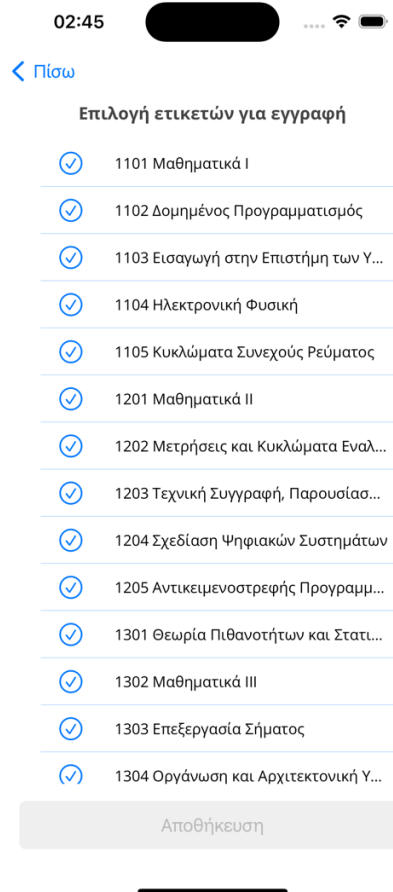 02:45
Πίσω
Επιλογή ετικετών για εγγραφή
1101 Μαθηματικά Ι
1102 Δομημένος Προγραμματισμός
1103 Εισαγωγή στην Επιστήμη των Υ...
1104 Ηλεκτρονική Φυσική
1105 Κυκλώματα Συνεχούς Ρεύματος
1201 Μαθηματικά ΙΙ
1202 Μετρήσεις και Κυκλώματα Εναλ...
1203 Τεχνική Συγγραφή, Παρουσίασ...
1204 Σχεδίαση Ψηφιακών Συστημάτων
1205 Αντικειμενοστρεφής Προγραμμ...
1301 Θεωρία Πιθανοτήτων και Στατι...
1302 Μαθηματικά ΙΙΙ
1303 Επεξεργασία Σήματος
1304 Οργάνωση και Αρχιτεκτονική Υ...
Αποθήκευση